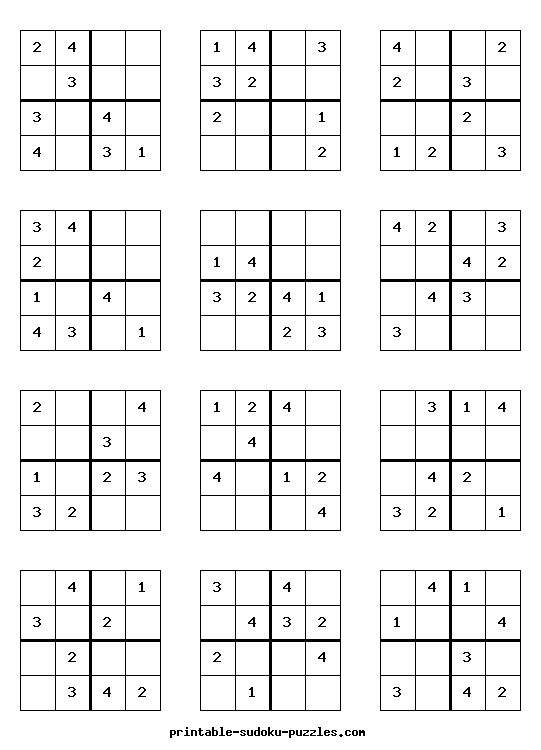 2 4 1 4 3 4 2
3 3 2 2 3
3 4 2 1 2
4 3 1 2 1 2 3
3 4 4 2 3
2 1 4 4 2
1 4 3 2 4 1 4 3
4 3 1 2 3 3
2 4 1 2 4 3 1 4
3 4
1 2 3 4 1 2 4 2
3 2 4 3 2 1
4 1 3 4 4 1
3 2 4 3 2 1 4
2 2 4 3
3 4 2 1 3 4 2
printable-sudoku-puzzles.com